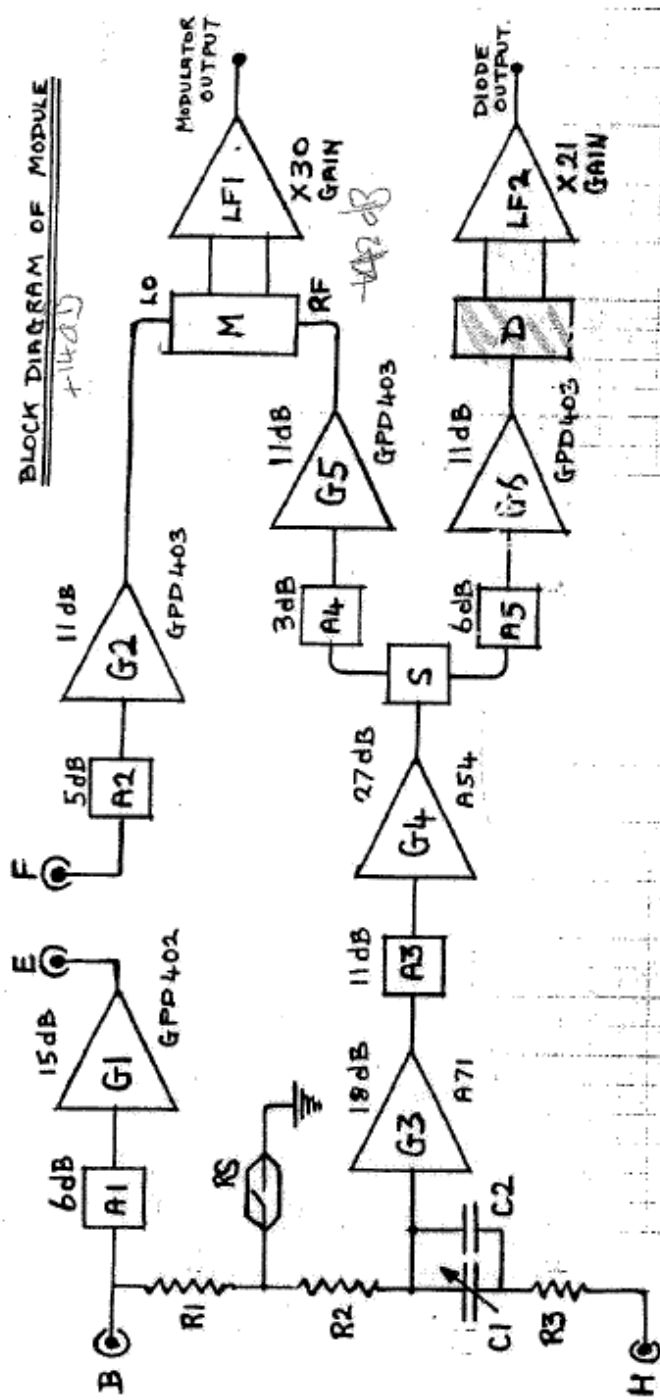 BLOCK DIAGRAM OF MODULE
+14dB
B
6dB
A1
15dB
G1
GPD402
E
F
5dB
A2
11dB
G2
GPD403
LO
M
RF
LF1
X30
GAIN
+42 dB
MODULATOR
OUTPUT
R1
RS
R2
C1
C2
R3
H
18dB
G3
A71
11dB
A3
27dB
G4
A54
S
3dB
A4
11dB
G5
GPD403
6dB
A5
11dB
G6
GPD403
D
LF2
X21
GAIN
DIODE
OUTPUT.